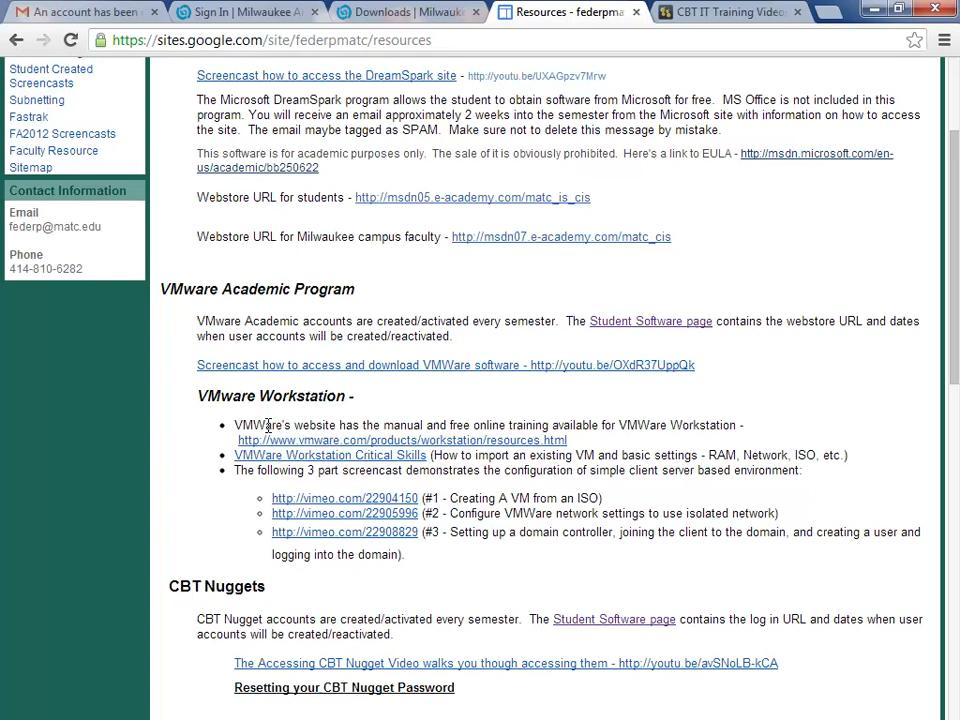 An account has been
Sign In | Milwaukee A
Downloads | Milwauk
Resources - federpmatc
CBT IT Training Videos
https://sites.google.com/site/federpmatc/resources
Student Created
Screencasts
Subnetting
Fastrak
FA2012 Screencasts
Faculty Resource
Sitemap
Contact Information
Email
federp@matc.edu
Phone
414-810-6282
Screencast how to access the DreamSpark site - http://youtu.be/UXAGpzv7Mrw
The Microsoft DreamSpark program allows the student to obtain software from Microsoft for free. MS Office is not included in this
program. You will receive an email approximately 2 weeks into the semester from the Microsoft site with information on how to access
the site. The email maybe tagged as SPAM. Make sure not to delete this message by mistake.
This software is for academic purposes only. The sale of it is obviously prohibited. Here's a link to EULA - http://msdn.microsoft.com/en-
us/academic/bb250622
Webstore URL for students - http://msdn05.e-academy.com/matc_is_cis
Webstore URL for Milwaukee campus faculty - http://msdn07.e-academy.com/matc_cis
VMware Academic Program
VMware Academic accounts are created/activated every semester. The Student Software page contains the webstore URL and dates
when user accounts will be created/reactivated.
Screencast how to access and download VMWare software - http://youtu.be/OXdR37UppQk
VMware Workstation -
• VMWare's website has the manual and free online training available for VMWare Workstation -
http://www.vmware.com/products/workstation/resources.html
• VMWare Workstation Critical Skills (How to import an existing VM and basic settings - RAM, Network, ISO, etc.)
• The following 3 part screencast demonstrates the configuration of simple client server based environment:
http://vimeo.com/22904150 (#1 - Creating A VM from an ISO)
http://vimeo.com/22905996 (#2 - Configure VMWare network settings to use isolated network)
http://vimeo.com/22908829 (#3 - Setting up a domain controller, joining the client to the domain, and creating a user and
logging into the domain).
CBT Nuggets
CBT Nugget accounts are created/activated every semester. The Student Software page contains the log in URL and dates when user
accounts will be created/reactivated.
The Accessing CBT Nugget Video walks you though accessing them - http://youtu.be/avSNoLB-kCA
Resetting your CBT Nugget Password